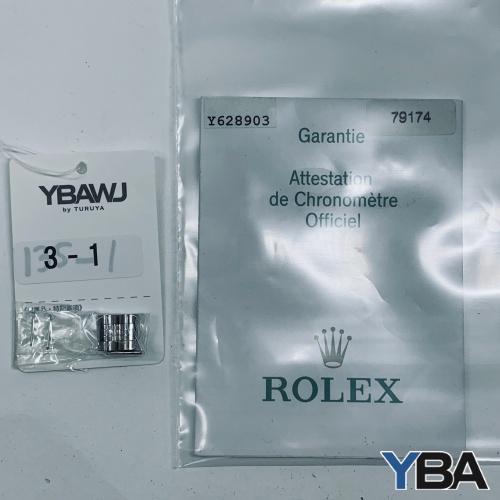 YBAWJ
by TURUYA
3 - 1
Y628903
79174
Garantie
Attestation
de Chronomètre
Officiel
ROLEX
YBA